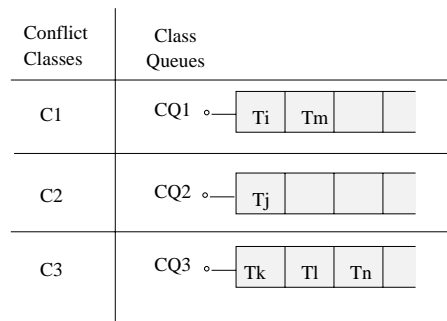 Conflict Classes
Class Queues
C1 CQ1 Ti Tm
C2 CQ2 Tj
C3 CQ3 Tk Tl Tn